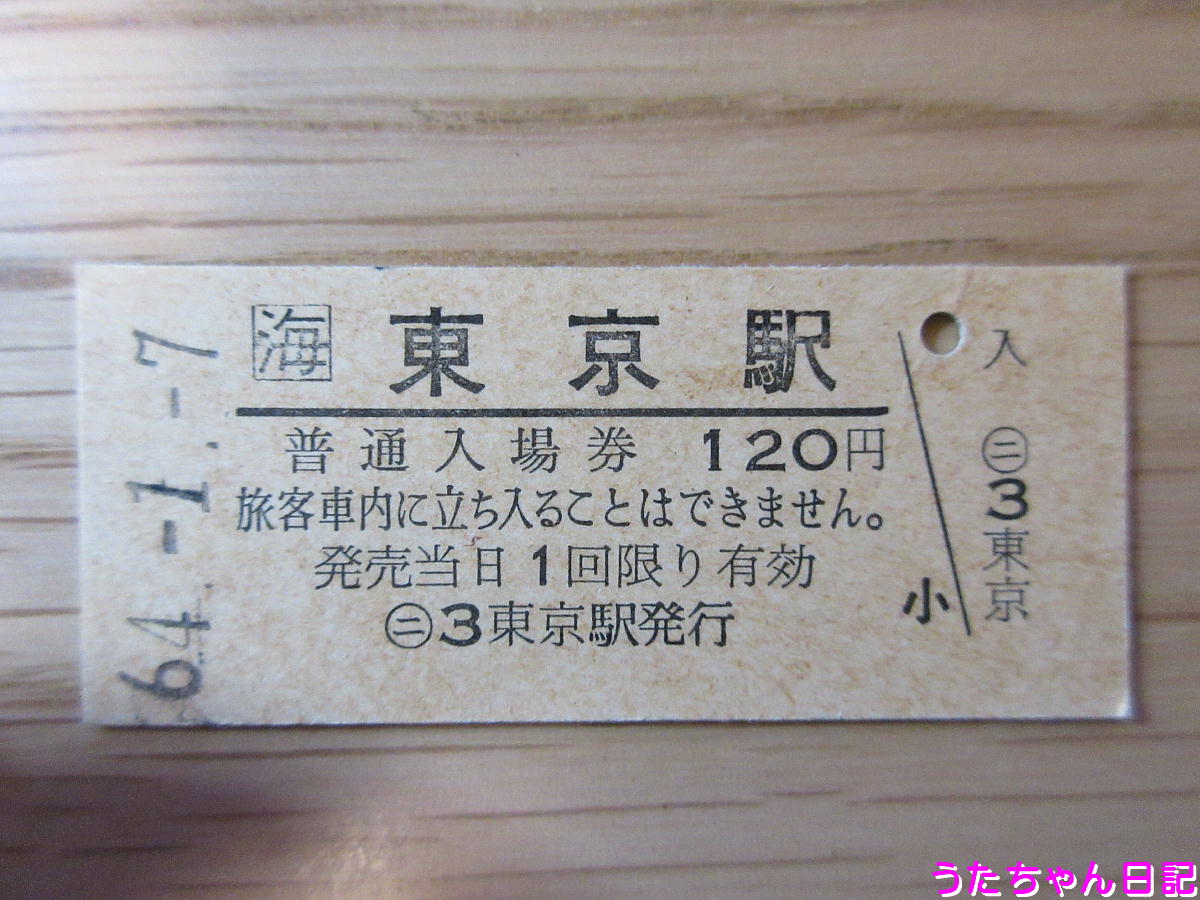 64.-1.-7
海 東京駅
普通入場券 120円
旅客車内に立ち入ることはできません。
発売当日1回限り有効
㊁3東京駅発行
小
入
㊁3東京
うたちゃん日記